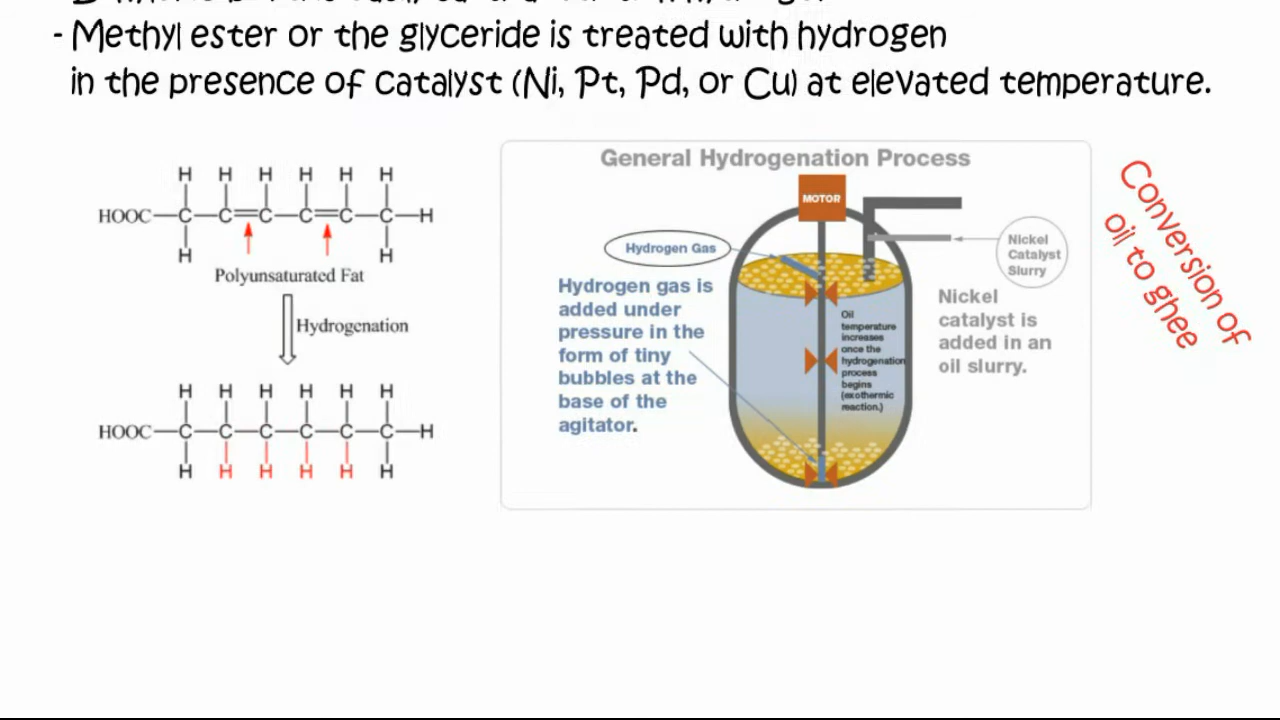 - Methyl ester or the glyceride is treated with hydrogen
in the presence of catalyst (Ni, Pt, Pd, or Cu) at elevated temperature.
H H H H H H
HOOC—C—C=C—C=C—C—H
H H
Polyunsaturated Fat
Hydrogenation
H H H H H H
HOOC—C—C—C—C—C—C—H
H H H H H H
General Hydrogenation Process
MOTOR
Hydrogen Gas
Hydrogen gas is
added under
pressure in the
form of tiny
bubbles at the
base of the
agitator.
Oil
temperature
increases
once the
hydrogenation
process
begins
(exothermic
reaction.)
Nickel
Catalyst
Slurry
Nickel
catalyst is
added in an
oil slurry.
Conversion of
oil to ghee